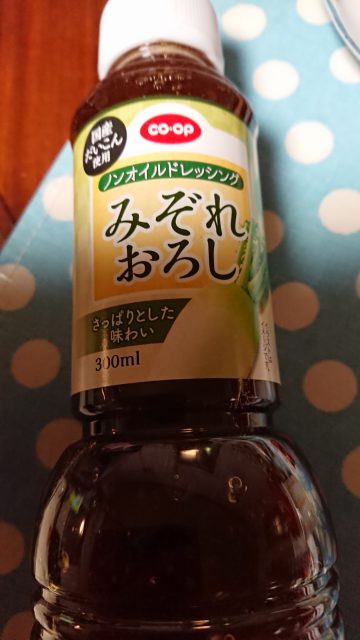 国産
だいこん
使用
CO·OP
ノンオイルドレッシング
みぞれ
おろし
さっぱりとした
味わい
300ml